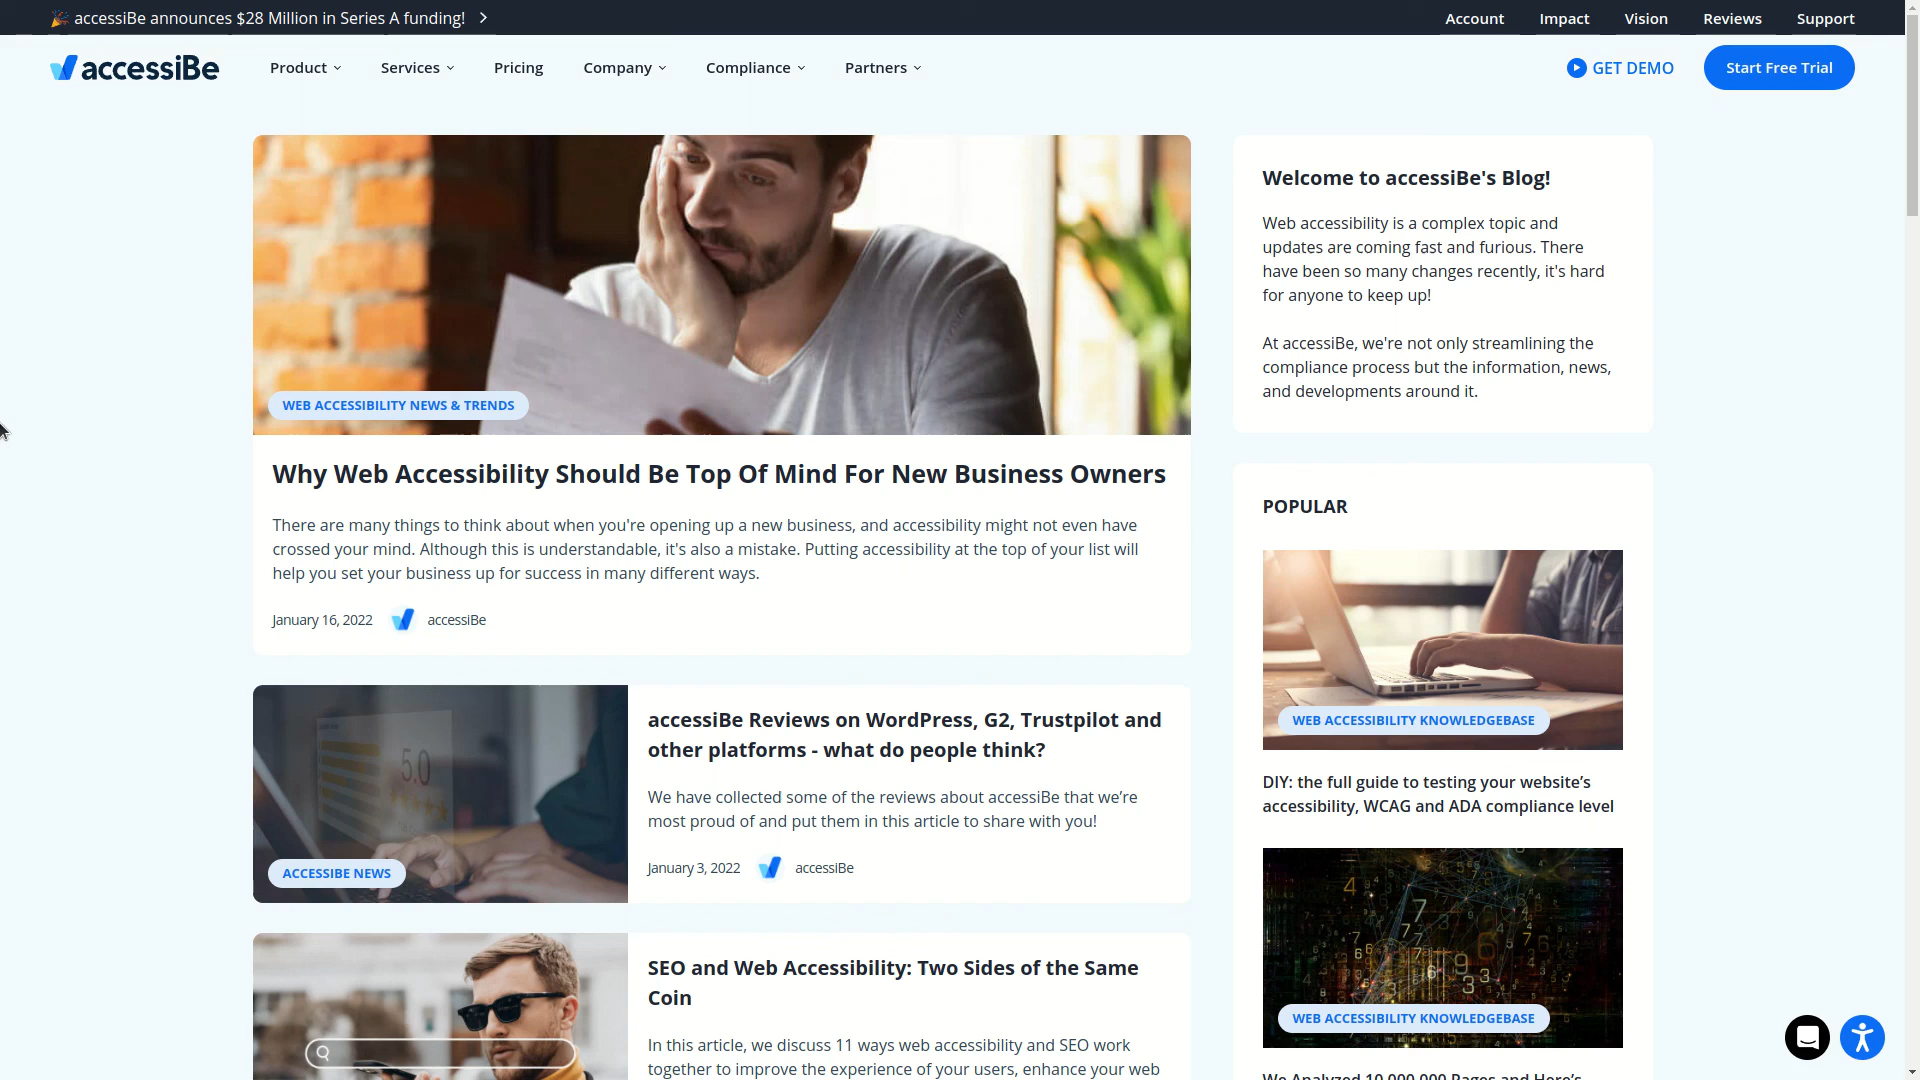 🎉 accessiBe announces $28 Million in Series A funding!
Account Impact Vision Reviews Support
accessiBe
Product Services Pricing Company Compliance Partners
GET DEMO
Start Free Trial
WEB ACCESSIBILITY NEWS & TRENDS
Why Web Accessibility Should Be Top Of Mind For New Business Owners
There are many things to think about when you're opening up a new business, and accessibility might not even have
crossed your mind. Although this is understandable, it's also a mistake. Putting accessibility at the top of your list will
help you set your business up for success in many different ways.
January 16, 2022 accessiBe
5.0
ACCESSIBE NEWS
accessiBe Reviews on WordPress, G2, Trustpilot and
other platforms - what do people think?
We have collected some of the reviews about accessiBe that we’re
most proud of and put them in this article to share with you!
January 3, 2022 accessiBe
SEO and Web Accessibility: Two Sides of the Same
Coin
In this article, we discuss 11 ways web accessibility and SEO work
together to improve the experience of your users, enhance your web
Welcome to accessiBe's Blog!
Web accessibility is a complex topic and
updates are coming fast and furious. There
have been so many changes recently, it's hard
for anyone to keep up!
At accessiBe, we're not only streamlining the
compliance process but the information, news,
and developments around it.
POPULAR
WEB ACCESSIBILITY KNOWLEDGEBASE
DIY: the full guide to testing your website’s
accessibility, WCAG and ADA compliance level
WEB ACCESSIBILITY KNOWLEDGEBASE
We Analyzed 10,000,000 Pages and Here’s